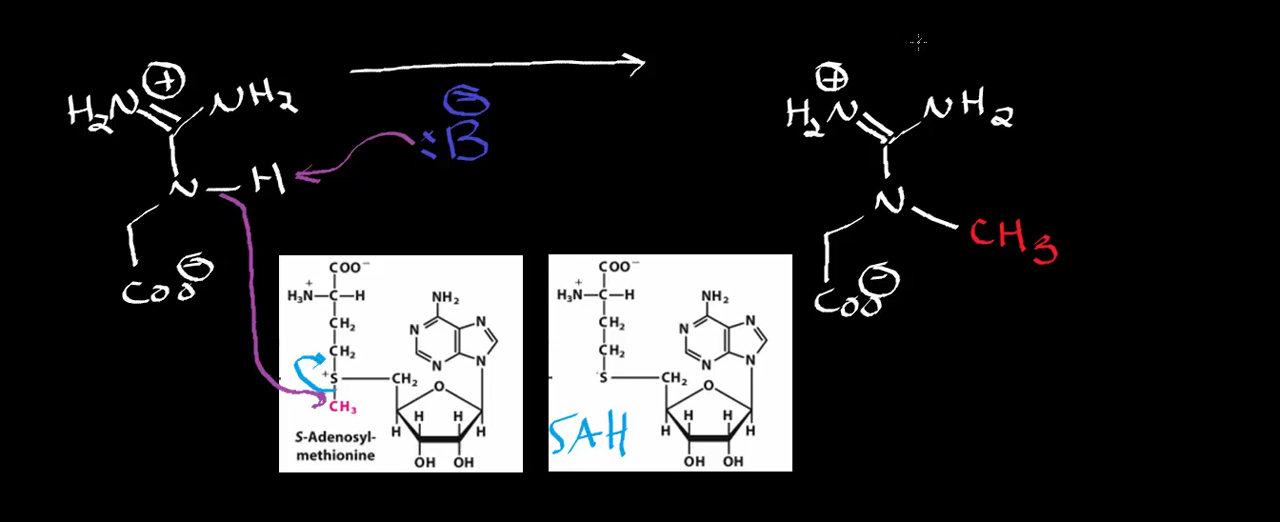 H₂N ⊕ NH₂
N—H
COO ⊖
⊖
:B
COO⁻
H₃N⁺—C—H
CH₂
CH₂
⁺S—CH₂
CH₃
S-Adenosyl-
methionine
NH₂
N N
N N
O
H H
H H
OH OH
COO⁻
H₃N⁺—C—H
CH₂
CH₂
S—CH₂
SAH
NH₂
N N
N N
O
H H
H H
OH OH
⊕
H₂N NH₂
N
CH₃
COO ⊖